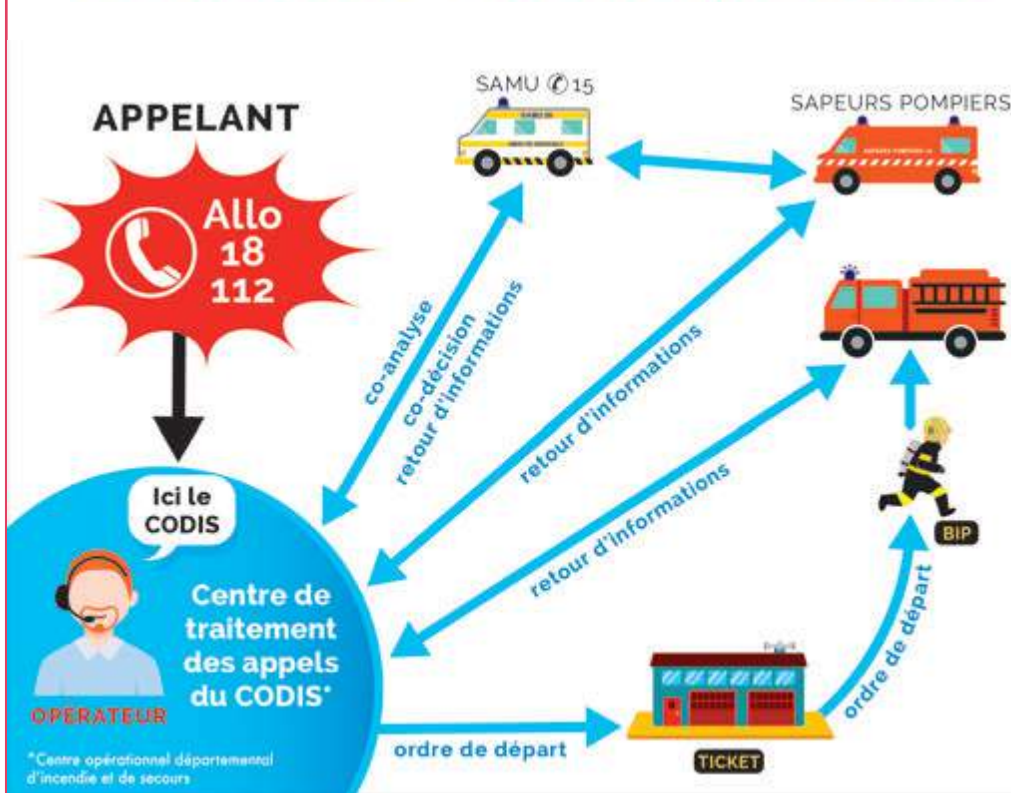 SAMU ✆ 15
SAPEURS POMPIERS
APPELANT
Allo
18
112
co-analyse
co-décision
retour d'informations
retour d'informations
retour d'informations
Ici le
CODIS
Centre de
traitement
des appels
du CODIS*
OPERATEUR
*Centre opérationnel départemental
d'incendie et de secours
ordre de départ
TICKET
ordre de départ
BIP